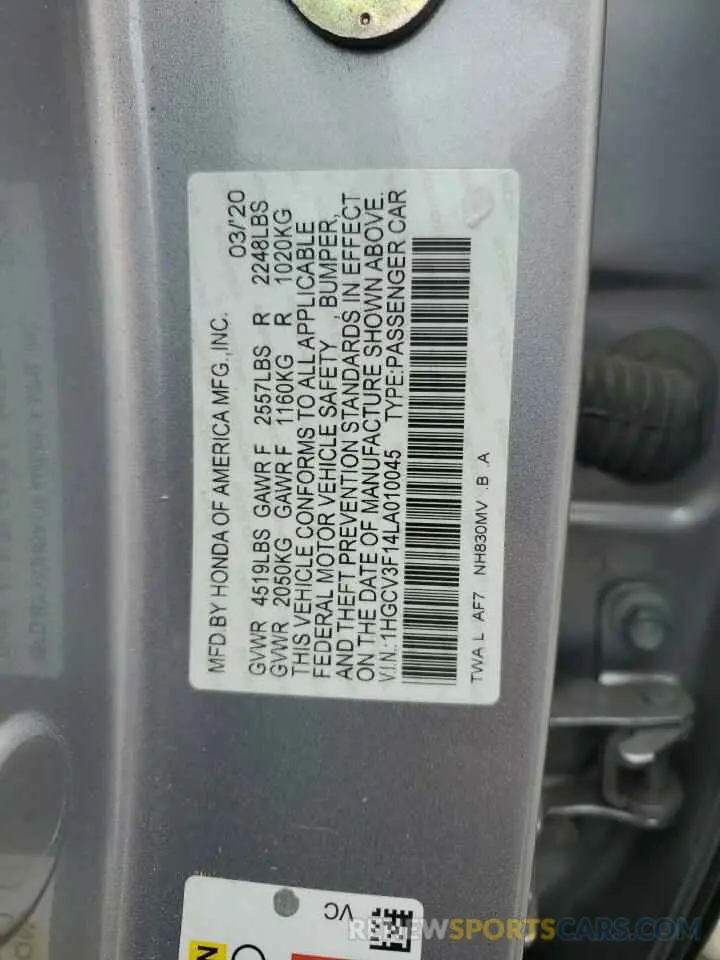 MFD.BY HONDA OF AMERICA MFG.,INC. 03/'20
GVWR 4519LBS GAWR F 2557LBS R 2248LBS
GVWR 2050KG GAWR F 1160KG R 1020KG
THIS VEHICLE CONFORMS TO ALL APPLICABLE
FEDERAL MOTOR VEHICLE SAFETY , BUMPER,
AND THEFT PREVENTION STANDARDS IN EFFECT
ON THE DATE OF MANUFACTURE SHOWN ABOVE.
V.I.N.:1HGCV3F14LA010045 TYPE:PASSENGER CAR
TWA L AF7 NH830MV .B .A
VC
REVIEWSPORTSCARS.COM